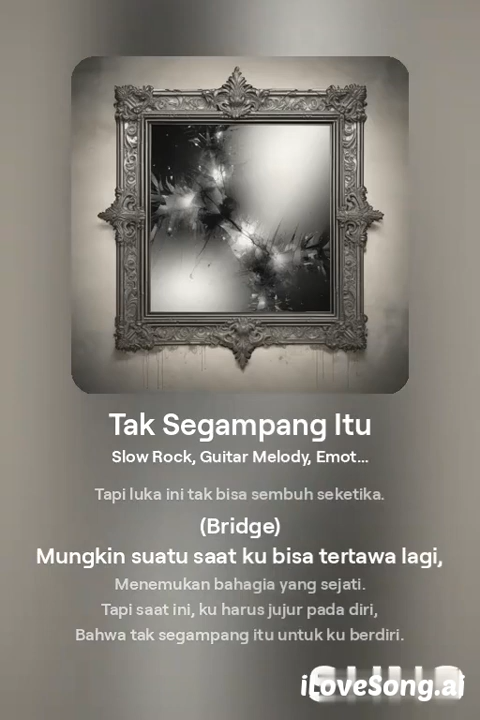 Tak Segampang Itu
Slow Rock, Guitar Melody, Emot...
Tapi luka ini tak bisa sembuh seketika.
(Bridge)
Mungkin suatu saat ku bisa tertawa lagi,
Menemukan bahagia yang sejati.
Tapi saat ini, ku harus jujur pada diri,
Bahwa tak segampang itu untuk ku berdiri.
iLoveSong.ai